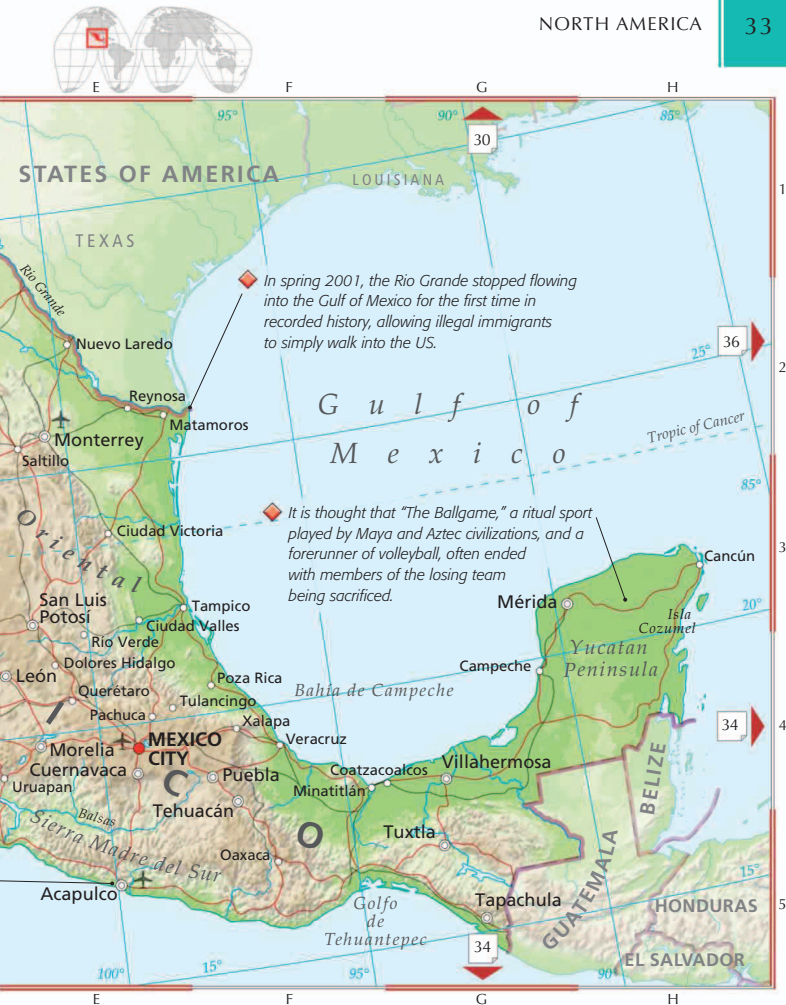 NORTH AMERICA 33
E F G H
95° 90° 85°
30
STATES OF AMERICA
LOUISIANA
1
TEXAS
Rio Grande
In spring 2001, the Rio Grande stopped flowing
into the Gulf of Mexico for the first time in
recorded history, allowing illegal immigrants
to simply walk into the US.
Nuevo Laredo
36
25°
2
Reynosa
Matamoros
Gulf of
Mexico
Monterrey
Saltillo
Tropic of Cancer
85°
It is thought that "The Ballgame," a ritual sport
played by Maya and Aztec civilizations, and a
forerunner of volleyball, often ended
with members of the losing team
being sacrificed.
Oriental
Ciudad Victoria
3
Cancún
San Luis
Potosí
Tampico
Ciudad Valles
Mérida
20°
Isla
Cozumel
Río Verde
Dolores Hidalgo
León
Yucatan
Peninsula
Campeche
Poza Rica
Bahía de Campeche
Querétaro
Tulancingo
Pachuca
I
Xalapa
34
4
Morelia
MEXICO
CITY
Veracruz
Cuernavaca
C
Puebla
Coatzacoalcos
Villahermosa
Uruapan
Minatitlán
BELIZE
Tehuacán
Balsas
Sierra Madre del Sur
O
Tuxtla
Oaxaca
GUATEMALA
15°
Acapulco
Golfo
de
Tehuantepec
Tapachula
HONDURAS
5
34
EL SALVADOR
100° 15° 95° 90°
E F G H